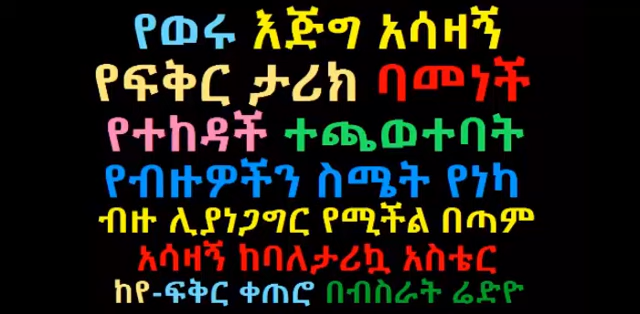 የወሩ እጅግ አሳዛኝ
የፍቅር ታሪክ ባመነች
የተከዳች ተጫወተባት
የብዙዎችን ስሜት የነካ
ብዙ ሊያነጋግር የሚችል በጣም
አሳዛኝ ከባለታሪኳ አስቴር
ከየ-ፍቅር ቀጠሮ በብስራት ሬድዮ